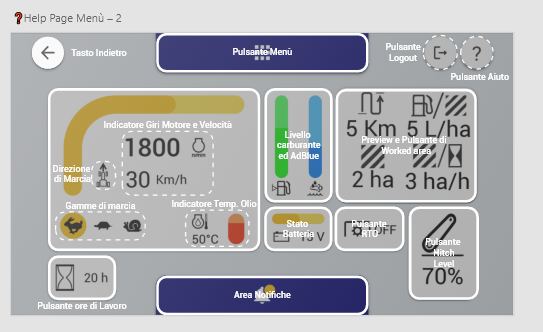 ?Help Page Menù – 2
Tasto Indietro
Pulsante Menù
Pulsante
Logout
?
Pulsante Aiuto
Indicatore Giri Motore e Velocità
1800 n/min
30 Km/h
Direzione
di Marcia
Gamme di marcia
Indicatore Temp. Olio
50°C
Livello
carburante
ed AdBlue
5 Km
5 L/ha
Preview e Pulsante di
Worked area
2 ha
3 ha/h
Stato
Batteria
15 V
Pulsante
RTO
OFF
Pulsante
Hitch
Level
70%
20 h
Pulsante ore di Lavoro
Area Notifiche